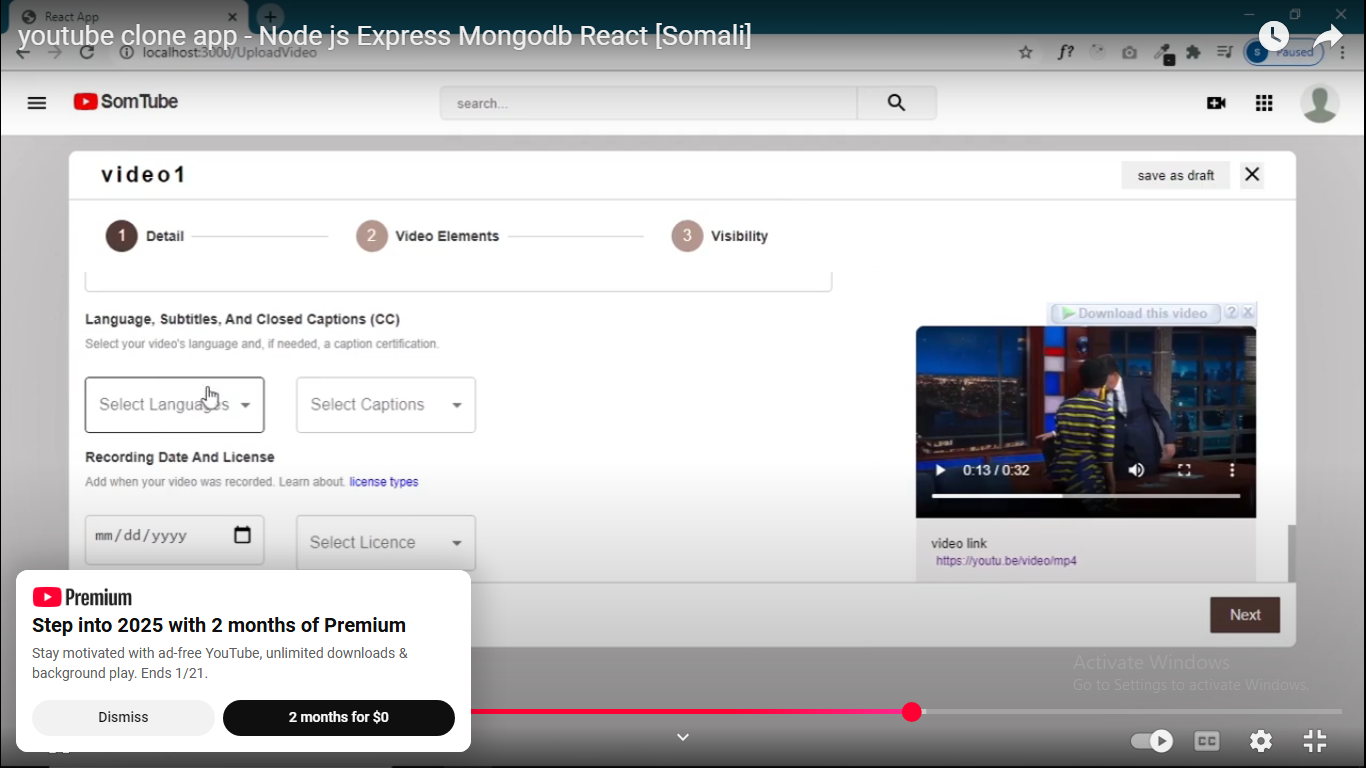 React App
youtube clone app - Node js Express Mongodb React [Somali]
localhost:3000/UploadVideo
f?
S
Paused
SomTube
search...
video1
save as draft
1
Detail
2
Video Elements
3
Visibility
Language, Subtitles, And Closed Captions (CC)
Select your video's language and, if needed, a caption certification.
Download this video
?
X
Select Languages
Select Captions
0:13 / 0:32
Recording Date And License
Add when your video was recorded. Learn about. license types
mm/dd/yyyy
Select Licence
video link
https://youtu.be/video/mp4
Next
Premium
Step into 2025 with 2 months of Premium
Stay motivated with ad-free YouTube, unlimited downloads &
background play. Ends 1/21.
Dismiss
2 months for $0
Activate Windows
Go to Settings to activate Windows.
CC